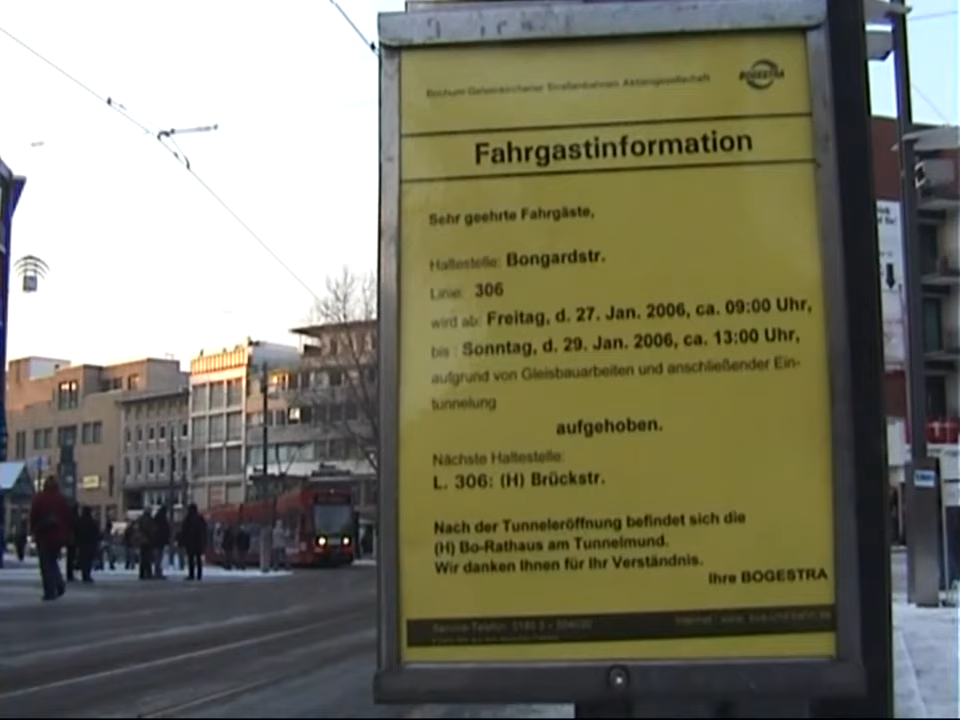 Bochum-Gelsenkirchener Straßenbahnen Aktiengesellschaft
BOGESTRA
Fahrgastinformation
Sehr geehrte Fahrgäste,
Haltestelle: Bongardstr.
Linie: 306
wird ab: Freitag, d. 27. Jan. 2006, ca. 09:00 Uhr,
bis : Sonntag, d. 29. Jan. 2006, ca. 13:00 Uhr,
aufgrund von Gleisbauarbeiten und anschließender Ein-
tunnelung
aufgehoben.
Nächste Haltestelle:
L. 306: (H) Brückstr.
Nach der Tunneleröffnung befindet sich die
(H) Bo-Rathaus am Tunnelmund.
Wir danken Ihnen für Ihr Verständnis.
Ihre BOGESTRA
Service-Telefon: Internet: